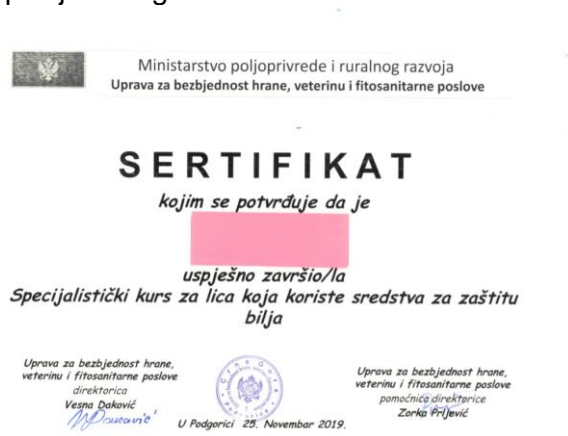 Ministarstvo poljoprivrede i ruralnog razvoja
Uprava za bezbjednost hrane, veterinu i fitosanitarne poslove
SERTIFIKAT
kojim se potvrđuje da je
uspješno završio/la
Specijalistički kurs za lica koja koriste sredstva za zaštitu
bilja
Uprava za bezbjednost hrane,
veterinu i fitosanitarne poslove
direktorica
Vesna Daković
U Podgorici 25. Novembar 2019.
Uprava za bezbjednost hrane,
veterinu i fitosanitarne poslove
pomoćnica direktorice
Zorka Prljević